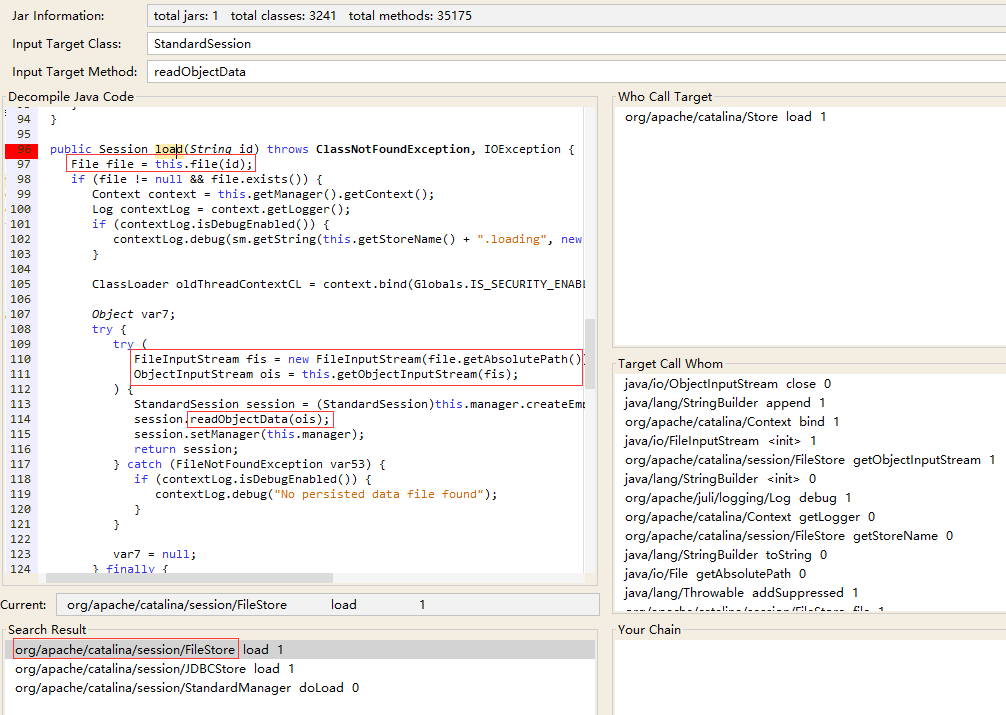 Jar Information: total jars: 1 total classes: 3241 total methods: 35175
Input Target Class: StandardSession
Input Target Method: readObjectData
Decompile Java Code
94 }
95
96 public Session load(String id) throws ClassNotFoundException, IOException {
97 File file = this.file(id);
98 if (file != null && file.exists()) {
99 Context context = this.getManager().getContext();
100 Log contextLog = context.getLogger();
101 if (contextLog.isDebugEnabled()) {
102 contextLog.debug(sm.getString(this.getStoreName() + ".loading", new
103 }
104
105 ClassLoader oldThreadContextCL = context.bind(Globals.IS_SECURITY_ENABL
106
107 Object var7;
108 try {
109 try (
110 FileInputStream fis = new FileInputStream(file.getAbsolutePath()
111 ObjectInputStream ois = this.getObjectInputStream(fis);
112 ) {
113 StandardSession session = (StandardSession)this.manager.createEm
114 session.readObjectData(ois);
115 session.setManager(this.manager);
116 return session;
117 } catch (FileNotFoundException var53) {
118 if (contextLog.isDebugEnabled()) {
119 contextLog.debug("No persisted data file found");
120 }
121 }
122
123 var7 = null;
124 } finally {
Current: org/apache/catalina/session/FileStore load 1
Search Result
org/apache/catalina/session/FileStore load 1
org/apache/catalina/session/JDBCStore load 1
org/apache/catalina/session/StandardManager doLoad 0
Who Call Target
org/apache/catalina/Store load 1
Target Call Whom
java/io/ObjectInputStream close 0
java/lang/StringBuilder append 1
org/apache/catalina/Context bind 1
java/io/FileInputStream <init> 1
org/apache/catalina/session/FileStore getObjectInputStream 1
java/lang/StringBuilder <init> 0
org/apache/juli/logging/Log debug 1
org/apache/catalina/Context getLogger 0
org/apache/catalina/session/FileStore getStoreName 0
java/lang/StringBuilder toString 0
java/io/File getAbsolutePath 0
java/lang/Throwable addSuppressed 1
org/apache/catalina/session/FileStore file 1
Your Chain